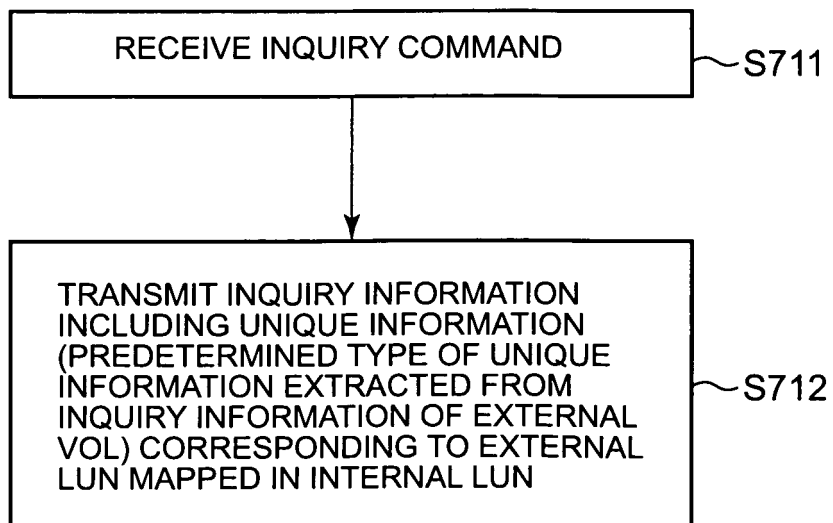 RECEIVE INQUIRY COMMAND
S711
TRANSMIT INQUIRY INFORMATION
INCLUDING UNIQUE INFORMATION
(PREDETERMINED TYPE OF UNIQUE
INFORMATION EXTRACTED FROM
INQUIRY INFORMATION OF EXTERNAL
VOL) CORRESPONDING TO EXTERNAL
LUN MAPPED IN INTERNAL LUN
S712